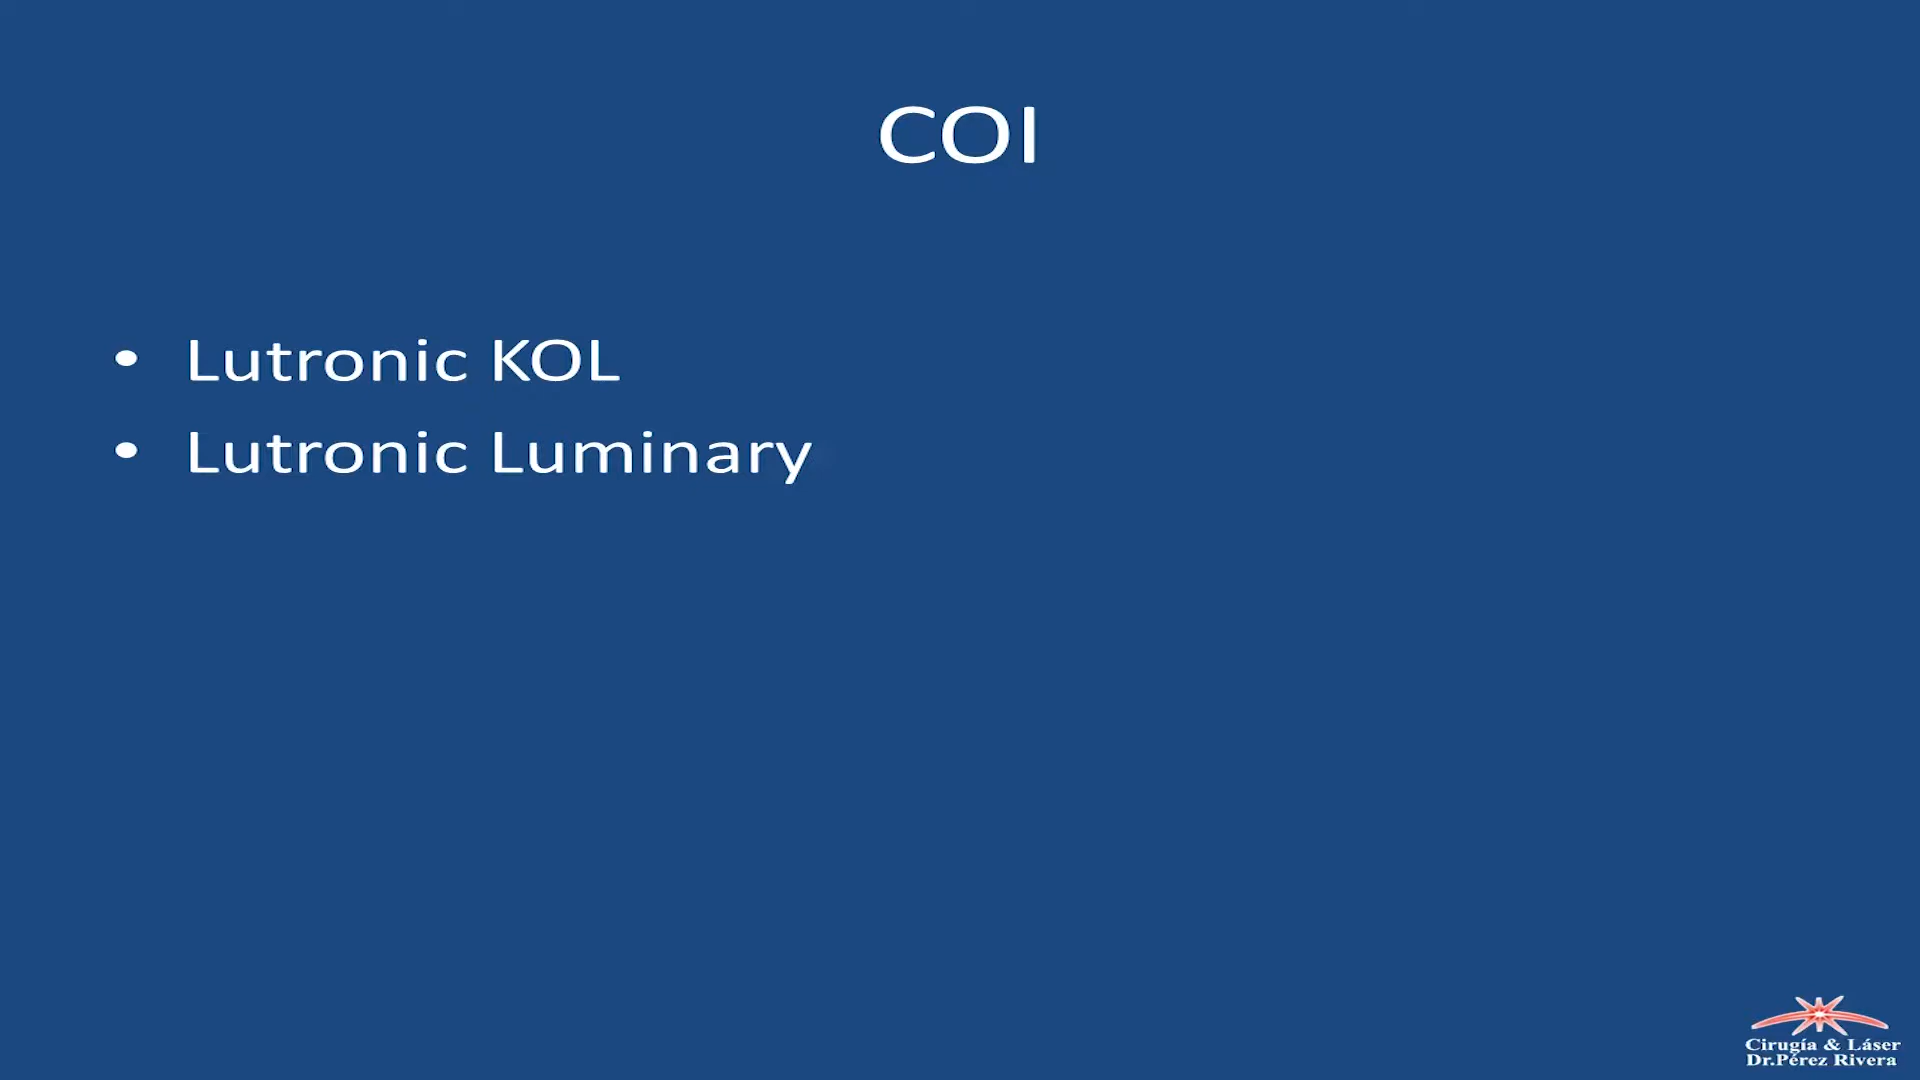 COI
• Lutronic KOL
• Lutronic Luminary
Cirugía & Láser
Dr.Pérez Rivera